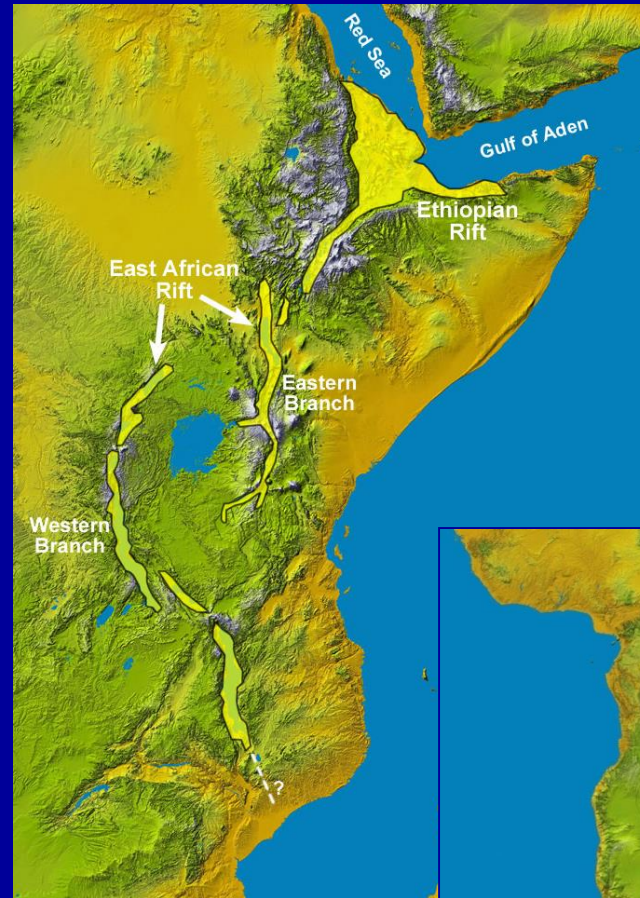 Red Sea
Gulf of Aden
Ethiopian
Rift
East African
Rift
Eastern
Branch
Western
Branch
?